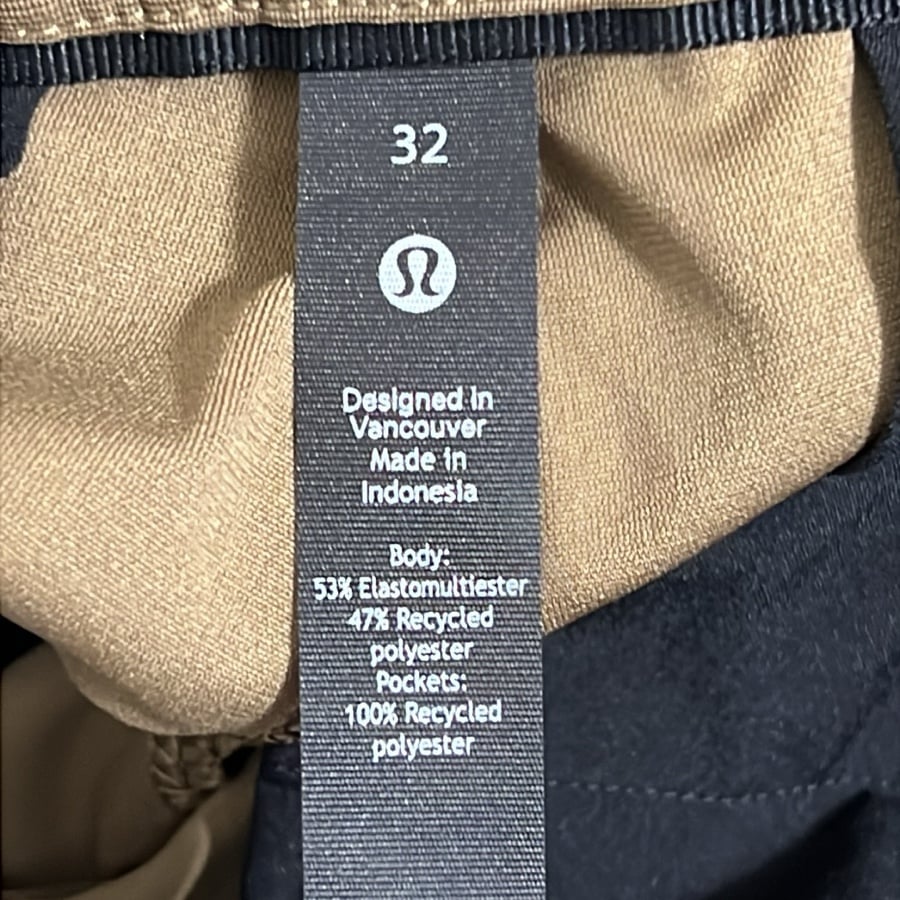 32
Designed in
Vancouver
Made in
Indonesia
Body:
53% Elastomultiester
47% Recycled
polyester
Pockets:
100% Recycled
polyester